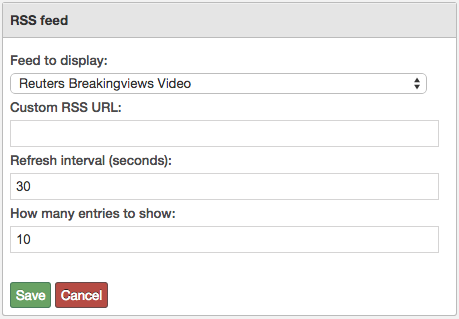 RSS feed
Feed to display:
Reuters Breakingviews Video
Custom RSS URL:
Refresh interval (seconds):
30
How many entries to show:
10
Save Cancel